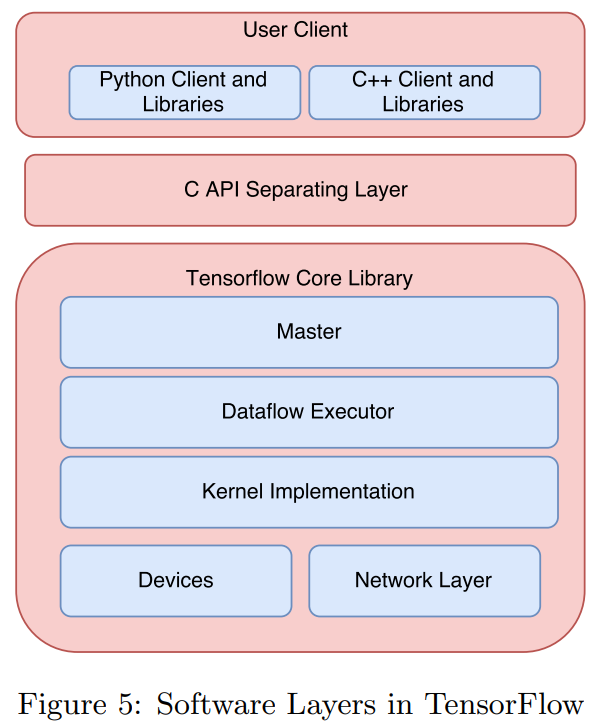 User Client
Python Client and
Libraries
C++ Client and
Libraries
C API Separating Layer
Tensorflow Core Library
Master
Dataflow Executor
Kernel Implementation
Devices
Network Layer
Figure 5: Software Layers in TensorFlow